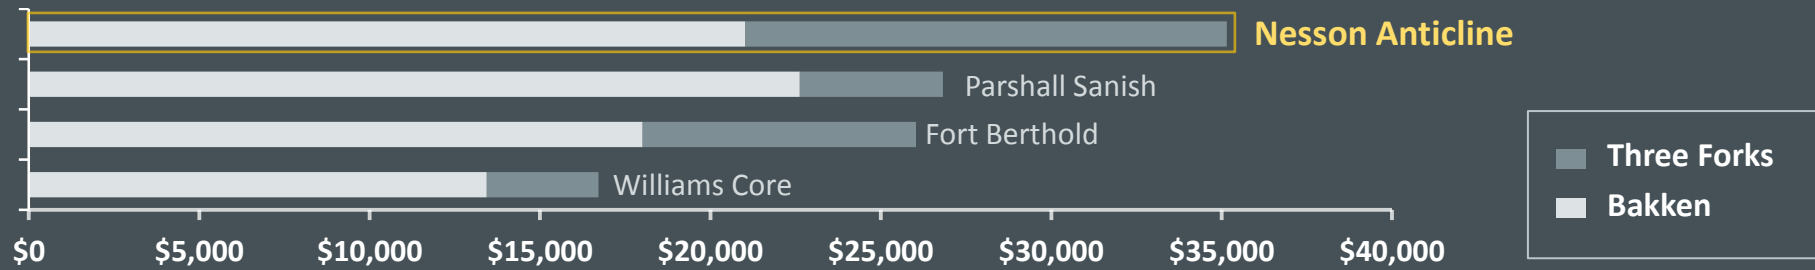 Nesson Anticline
Parshall Sanish
Fort Berthold
Williams Core
Three Forks
Bakken
$0 $5,000 $10,000 $15,000 $20,000 $25,000 $30,000 $35,000 $40,000